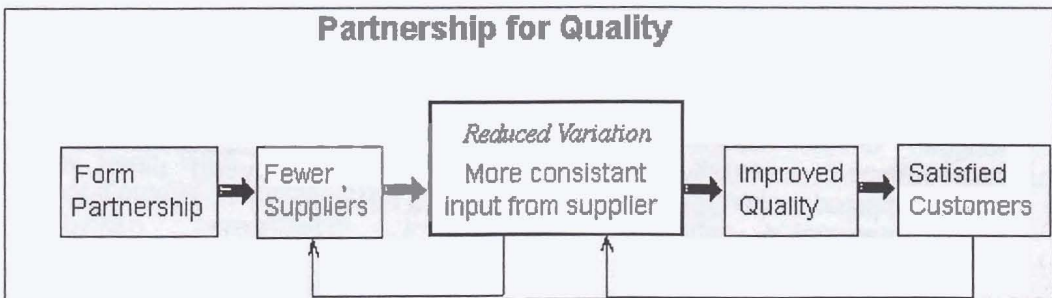 Partnership for Quality
Form
Partnership
Fewer
Suppliers
Reduced Variation
More consistant
input from supplier
Improved
Quality
Satisfied
Customers